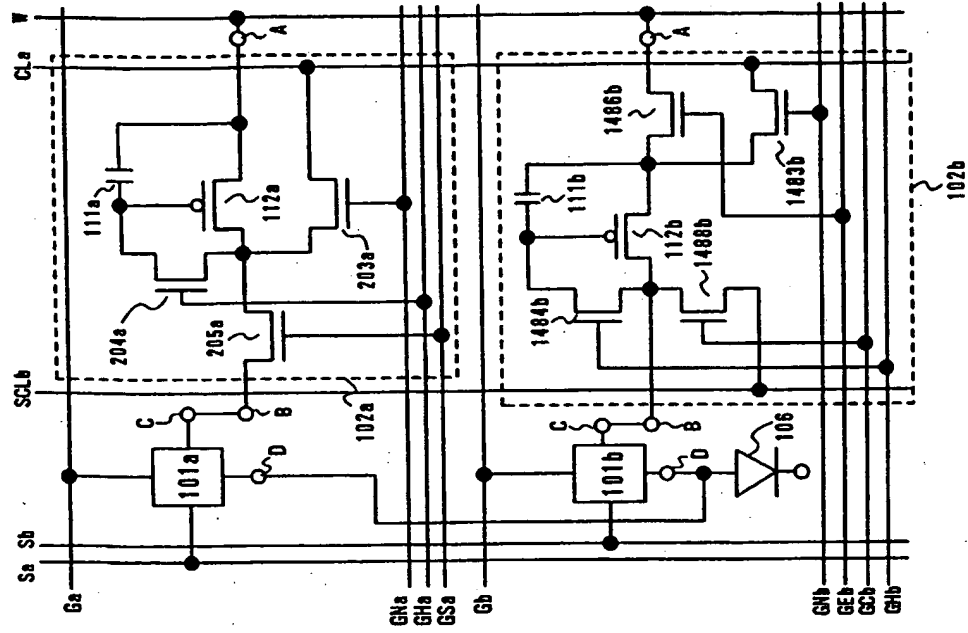 W
CLa
SCLb
Sb
Sa
Ga
A
111a
112a
203a
204a
205a
102a
C
B
101a
D
GNa
GHa
GSa
Gb
A
1486b
111b
112b
1483b
1484b
1488b
102b
C
B
101b
D
106
GNb
GEb
GCb
GHb